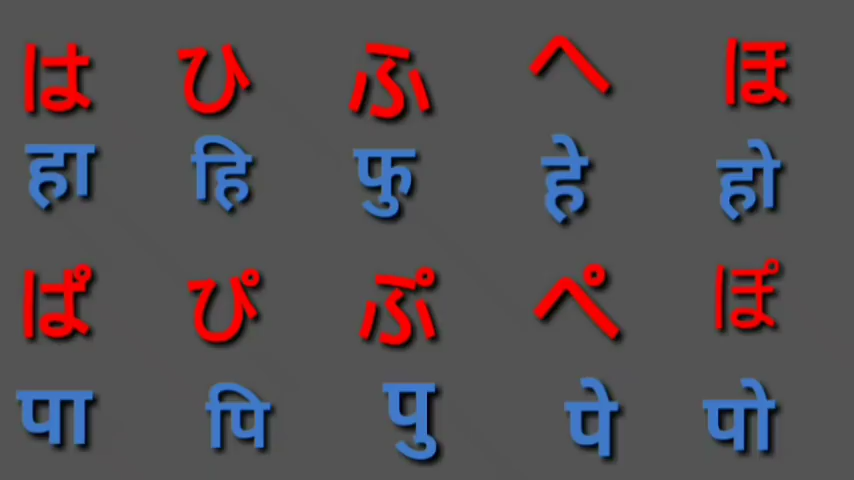 は ひ ふ へ ほ
हा हि फु हे हो
ぱ ぴ ぷ ぺ ぽ
पा पि पु पे पो